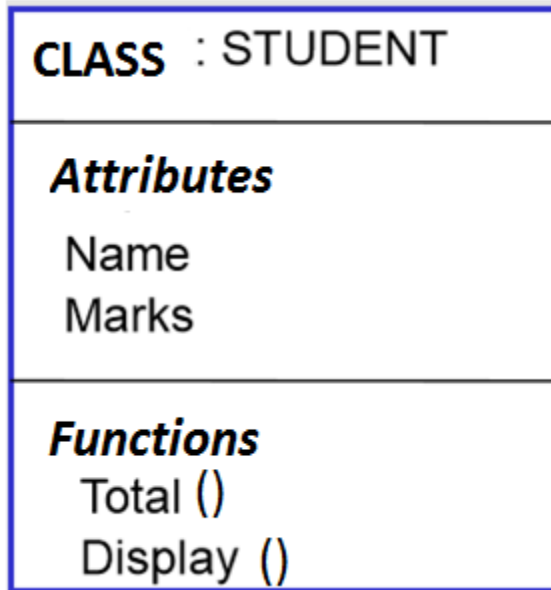 CLASS : STUDENT
Attributes
Name
Marks
Functions
Total ()
Display ()